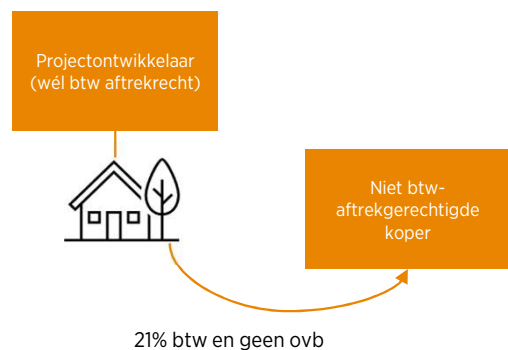 Projectontwikkelaar
(wél btw aftrekrecht)
Niet btw-
aftrekgerechtigde
koper
21% btw en geen ovb